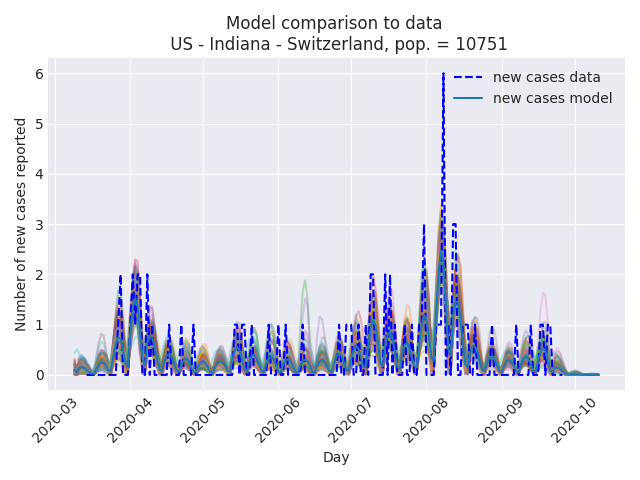 Model comparison to data
US - Indiana - Switzerland, pop. = 10751
new cases data
new cases model
Number of new cases reported
6
5
4
3
2
1
0
2020-03
2020-04
2020-05
2020-06
2020-07
2020-08
2020-09
2020-10
Day